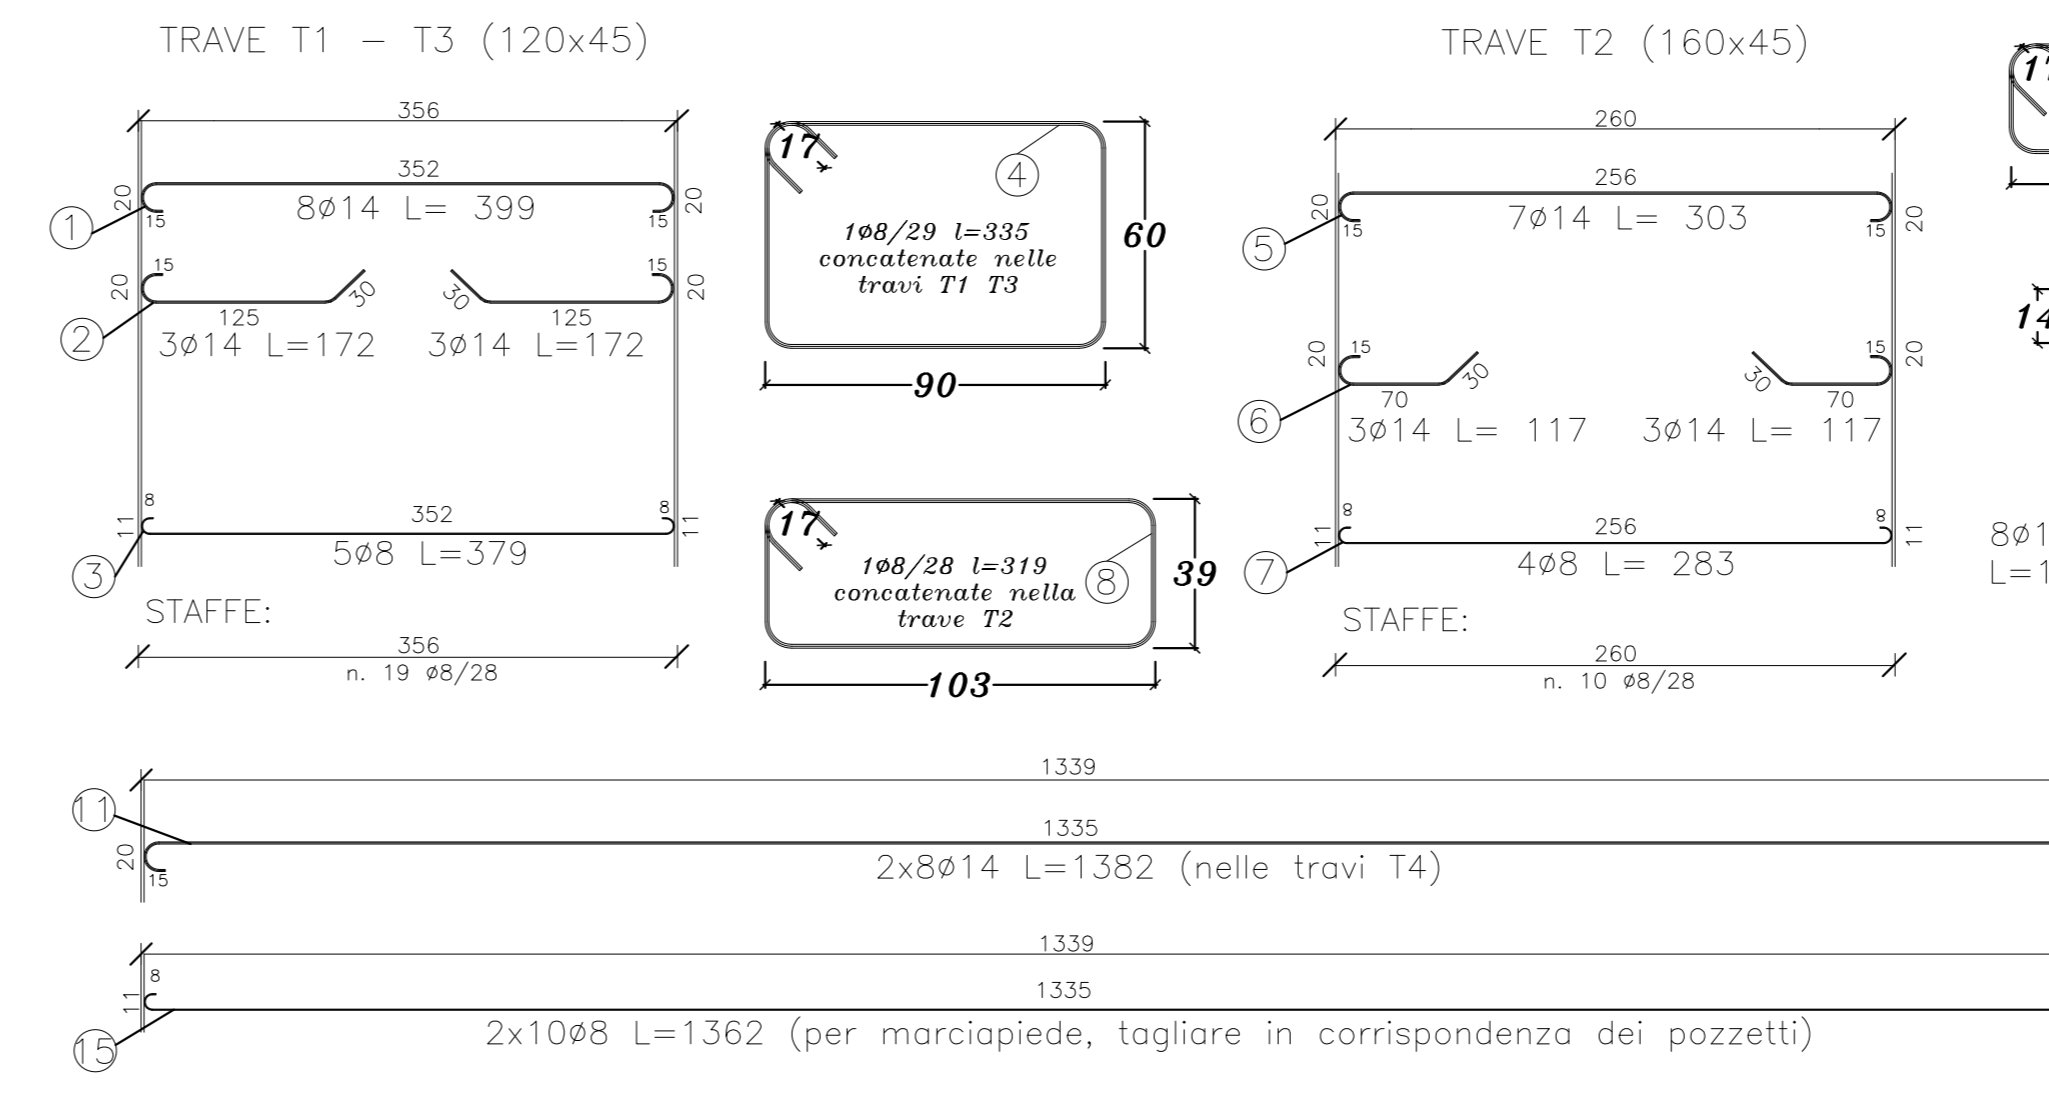 TRAVE T1 - T3 (120x45)
356
352
20
20
15
15
8ø14 L= 399
1
15
15
20
20
30
30
125
125
2
3ø14 L=172
3ø14 L=172
8
8
11
11
352
5ø8 L=379
3
STAFFE:
356
n. 19 ø8/28
17
4
1ø8/29 l=335
concatenate nelle
travi T1 T3
60
90
17
1ø8/28 l=319
concatenate nella
trave T2
8
39
103
TRAVE T2 (160x45)
260
256
20
20
15
15
7ø14 L= 303
5
15
15
20
20
30
30
70
70
6
3ø14 L= 117
3ø14 L= 117
8
8
11
11
256
4ø8 L= 283
7
STAFFE:
260
n. 10 ø8/28
14
8ø1
L=1
1339
11
1335
20
15
2x8ø14 L=1382 (nelle travi T4)
1339
8
11
1335
15
2x10ø8 L=1362 (per marciapiede, tagliare in corrispondenza dei pozzetti)